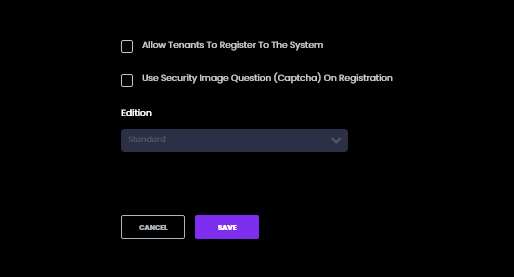 Allow Tenants To Register To The System
Use Security Image Question (Captcha) On Registration
Edition
Standard
CANCEL
SAVE